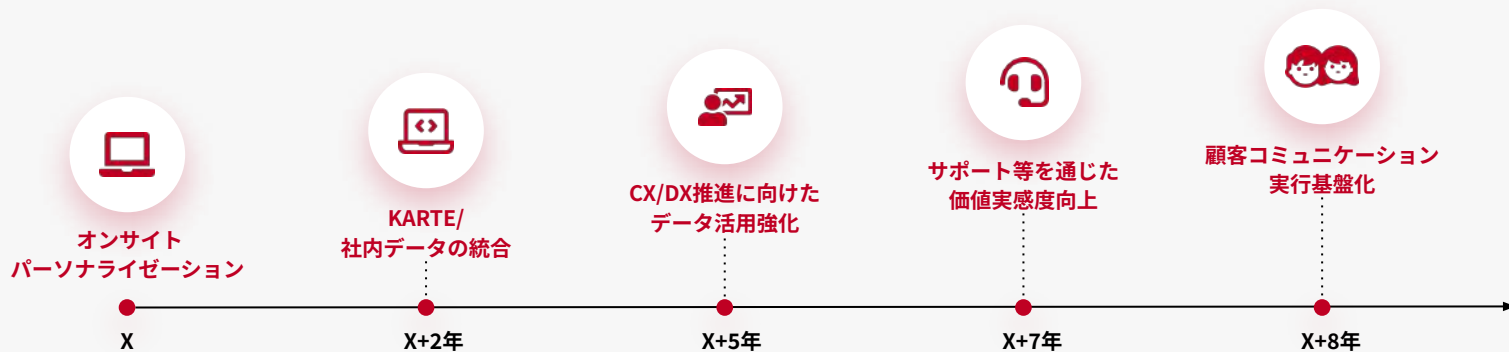 オンサイト
パーソナライゼーション
KARTE/
社内データの統合
CX/DX推進に向けた
データ活用強化
サポート等を通じた
価値実感度向上
顧客コミュニケーション
実行基盤化
X
X+2年
X+5年
X+7年
X+8年